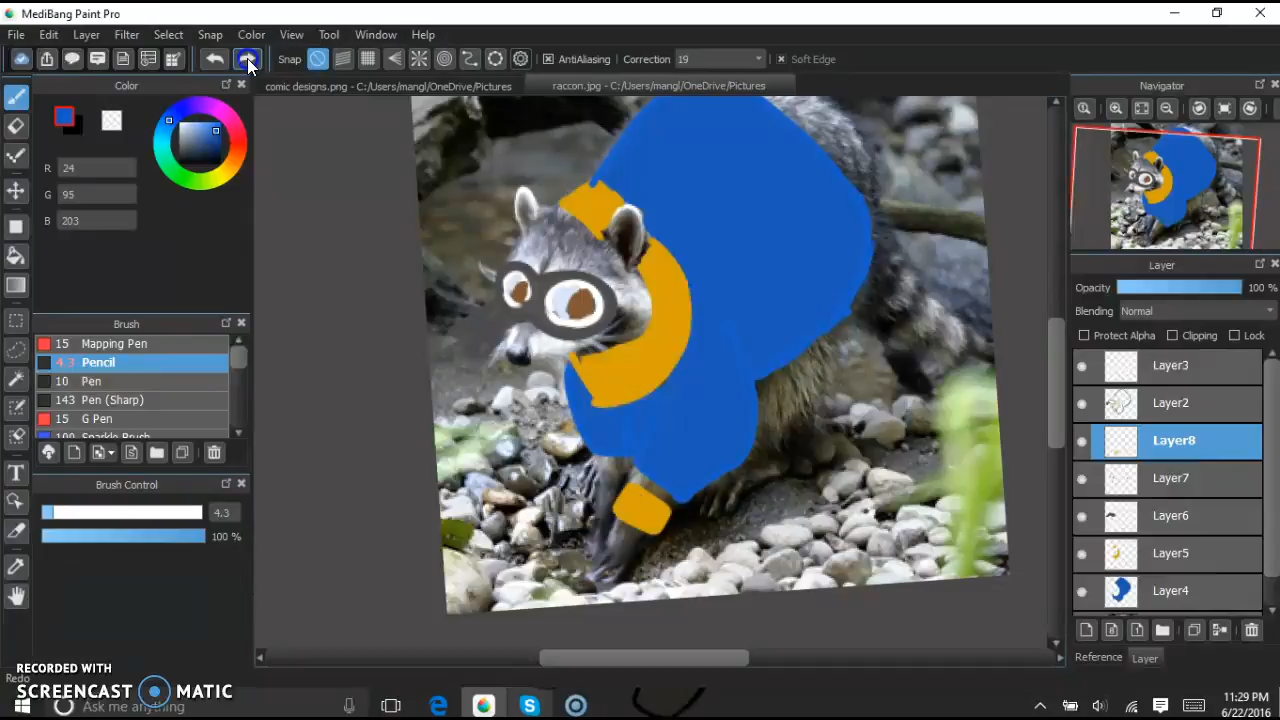 MediBang Paint Pro
File Edit Layer Filter Select Snap Color View Tool Window Help
Snap AntiAliasing Correction 19 Soft Edge
Color
comic designs.png - C:/Users/mangl/OneDrive/Pictures
raccon.jpg - C:/Users/mangl/OneDrive/Pictures
Navigator
R 24
G 95
B 203
Layer
Opacity 100 %
Blending Normal
Protect Alpha Clipping Lock
Brush
15 Mapping Pen
4.3 Pencil
10 Pen
143 Pen (Sharp)
15 G Pen
100 Sparkle Brush
Layer3
Layer2
Layer8
Layer7
Layer6
Layer5
Layer4
Brush Control
4.3
100 %
Reference Layer
Redo
RECORDED WITH
SCREENCAST MATIC
Ask me anything
11:29 PM
6/22/2016